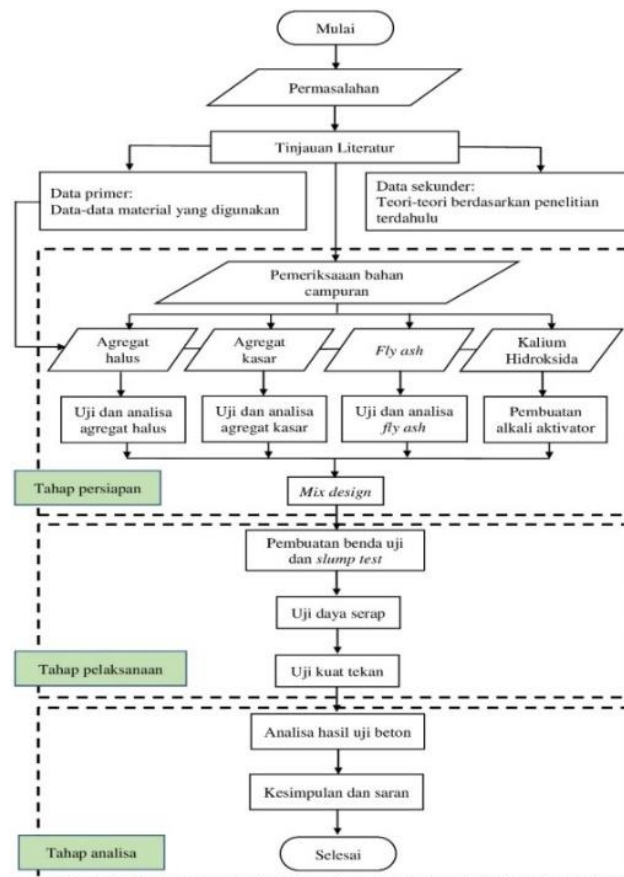 Mulai
Permasalahan
Tinjauan Literatur
Data primer:
Data-data material yang digunakan
Data sekunder:
Teori-teori berdasarkan penelitian
terdahulu
Pemeriksaaan bahan
campuran
Agregat
halus
Agregat
kasar
Fly ash
Kalium
Hidroksida
Uji dan analisa
agregat halus
Uji dan analisa
agregat kasar
Uji dan analisa
fly ash
Pembuatan
alkali aktivator
Tahap persiapan
Mix design
Pembuatan benda uji
dan slump test
Uji daya serap
Tahap pelaksanaan
Uji kuat tekan
Analisa hasil uji beton
Kesimpulan dan saran
Tahap analisa
Selesai